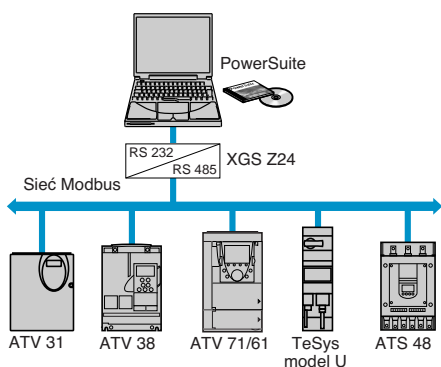 PowerSuite
RS 232
RS 485
XGS Z24
Sieć Modbus
ATV 31
ATV 38
ATV 71/61
TeSys
model U
ATS 48